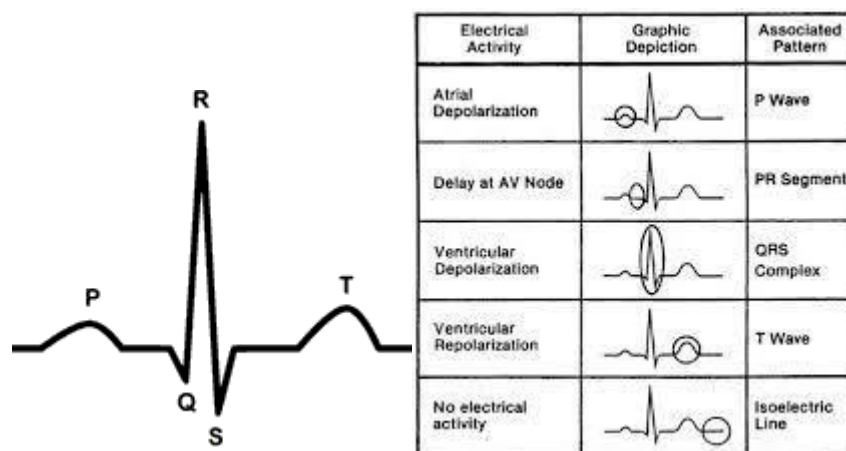 R
P
T
Q
S
Electrical
Activity
Graphic
Depiction
Associated
Pattern
Atrial
Depolarization
P Wave
Delay at AV Node
PR Segment
Ventricular
Depolarization
QRS
Complex
Ventricular
Repolarization
T Wave
No electrical
activity
Isoelectric
Line